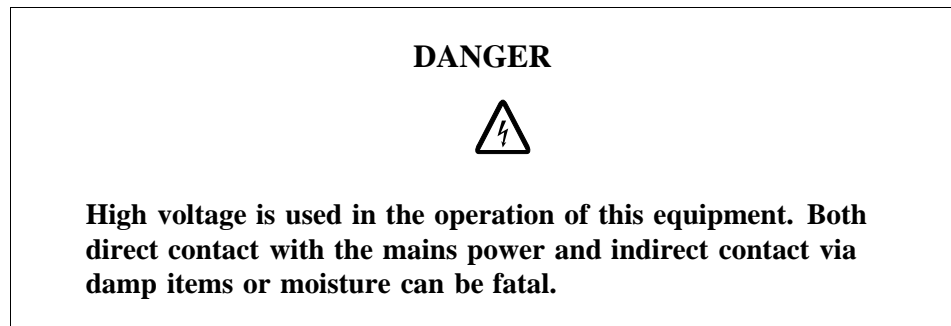 DANGER
High voltage is used in the operation of this equipment. Both
direct contact with the mains power and indirect contact via
damp items or moisture can be fatal.